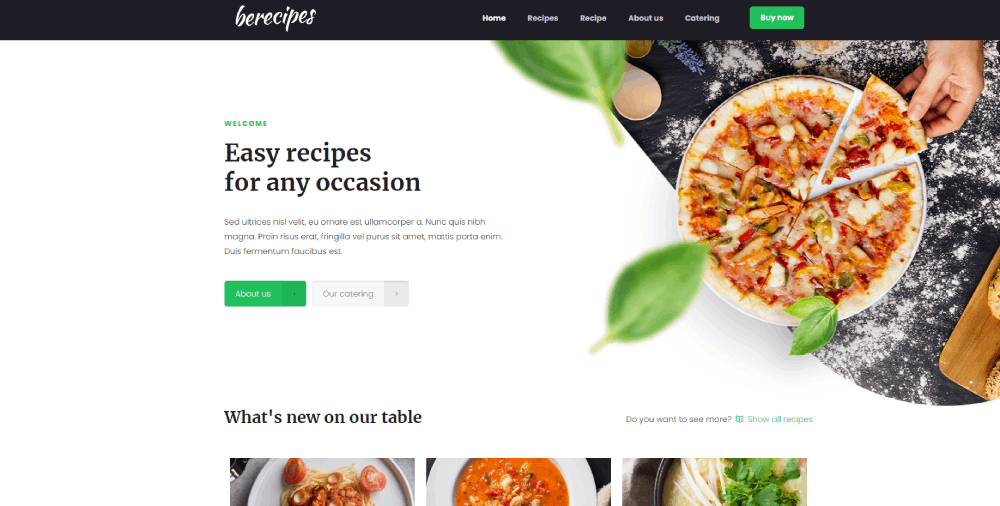 berecipes
Home Recipes Recipe About us Catering Buy now
WELCOME
Easy recipes
for any occasion
Sed ultrices nisl velit, eu ornare est ullamcorper a. Nunc quis nibh
magna. Proin risus erat, fringilla vel purus sit amet, mattis porta enim.
Duis fermentum faucibus est.
About us
Our catering
What's new on our table
Do you want to see more? Show all recipes